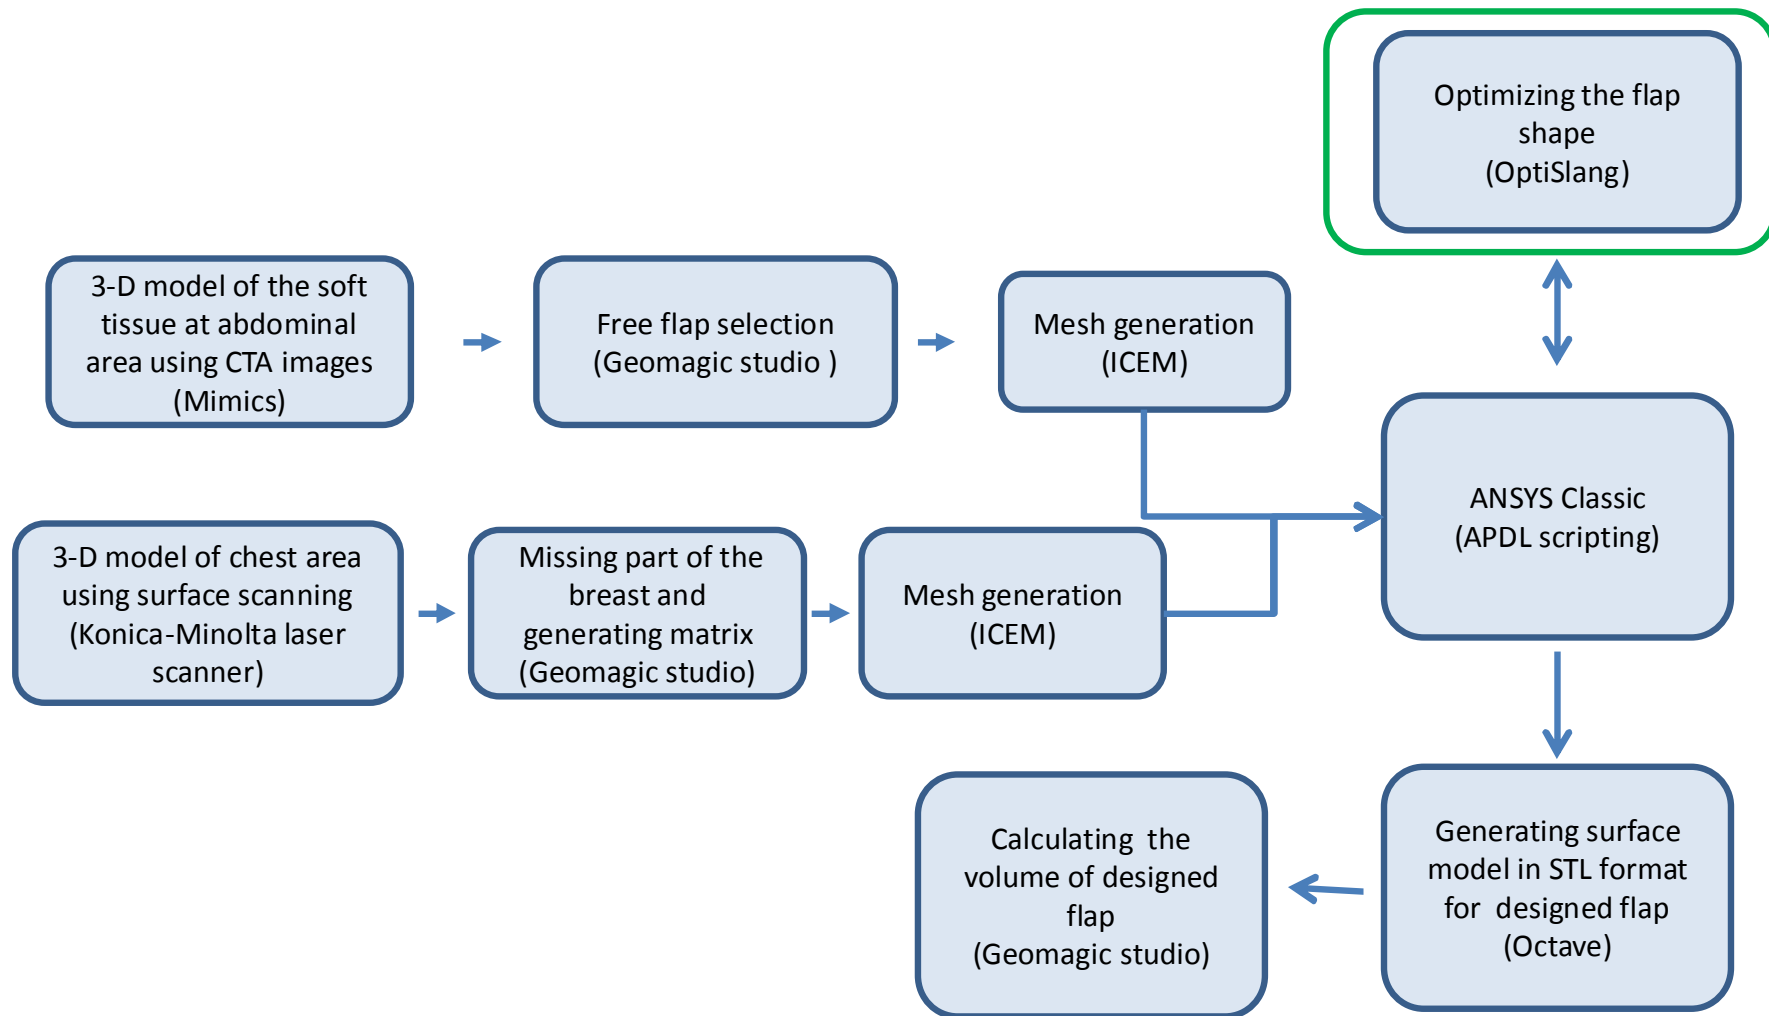 Optimizing the flap
shape
(OptiSlang)
3-D model of the soft
tissue at abdominal
area using CTA images
(Mimics)
Free flap selection
(Geomagic studio )
Mesh generation
(ICEM)
ANSYS Classic
(APDL scripting)
3-D model of chest area
using surface scanning
(Konica-Minolta laser
scanner)
Missing part of the
breast and
generating matrix
(Geomagic studio)
Mesh generation
(ICEM)
Calculating  the
volume of designed
flap
(Geomagic studio)
Generating surface
model in STL format
for  designed flap
(Octave)